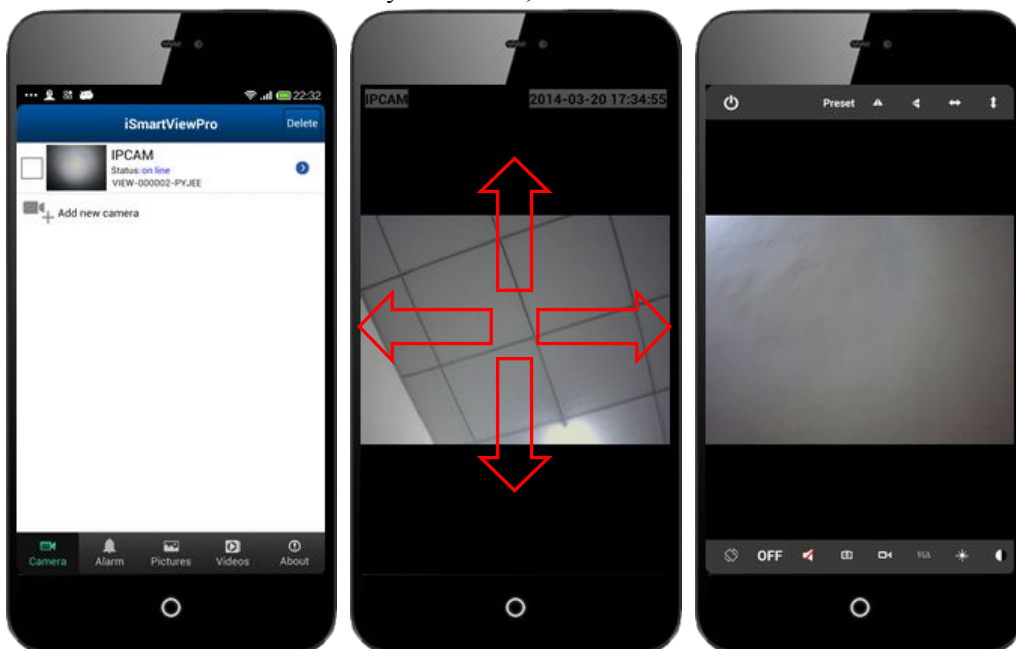 22:32
iSmartViewPro
Delete
IPCAM
Status:on line
VIEW-000002-PYJEE
Add new camera
Camera
Alarm
Pictures
Videos
About
IPCAM
2014-03-20 17:34:55
Preset
OFF
VGA